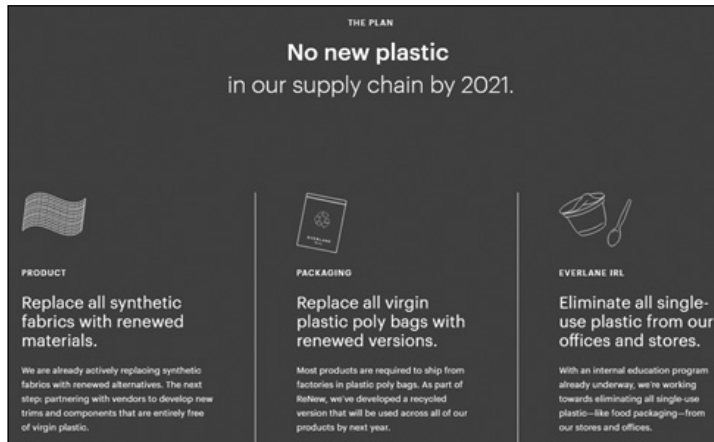 THE PLAN
No new plastic
in our supply chain by 2021.
EVERLANE
PRODUCT
Replace all synthetic
fabrics with renewed
materials.
We are already actively replacing synthetic
fabrics with renewed alternatives. The next
step: partnering with vendors to develop new
trims and components that are entirely free
of virgin plastic.
PACKAGING
Replace all virgin
plastic poly bags with
renewed versions.
Most products are required to ship from
factories in plastic poly bags. As part of
ReNew, we've developed a recycled
version that will be used across all of our
products by next year.
EVERLANE IRL
Eliminate all single-
use plastic from our
offices and stores.
With an internal education program
already underway, we're working
towards eliminating all single-use
plastic—like food packaging—from
our stores and offices.